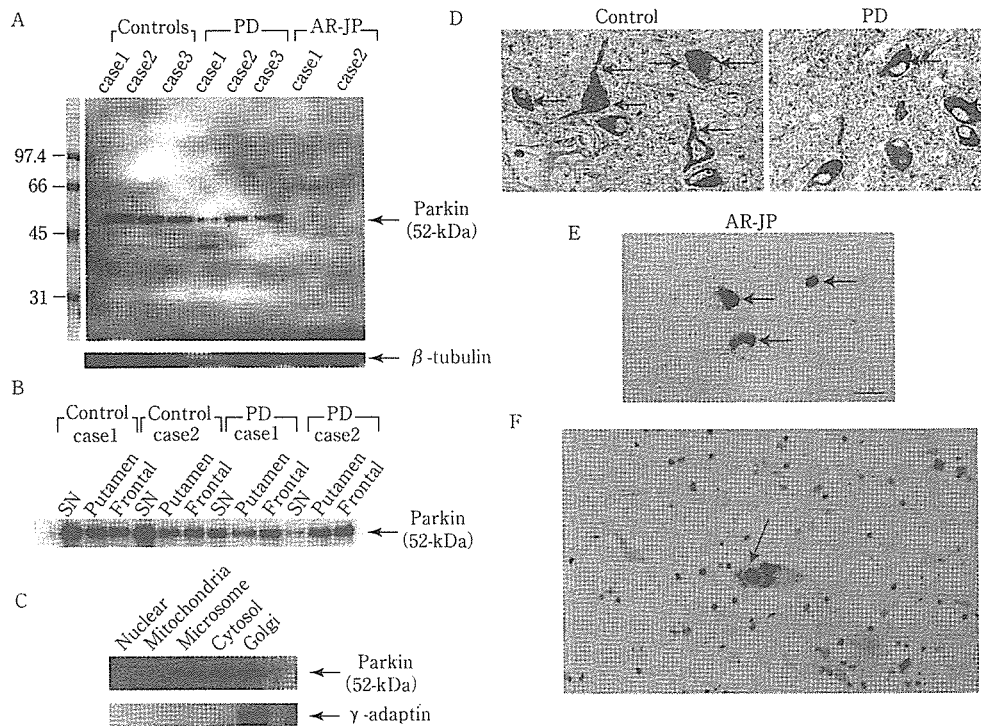 A
Controls PD AR-JP
case1 case2 case3 case1 case2 case3 case1 case2
97.4
66
45
31
Parkin
(52-kDa)
β-tubulin
B
Control case1 Control case2 PD case1 PD case2
SN Putamen Frontal SN Putamen Frontal SN Putamen Frontal SN Putamen Frontal
Parkin
(52-kDa)
C
Nuclear Mitochondria Microsome Cytosol Golgi
Parkin
(52-kDa)
γ-adaptin
D
Control PD
E
AR-JP
F